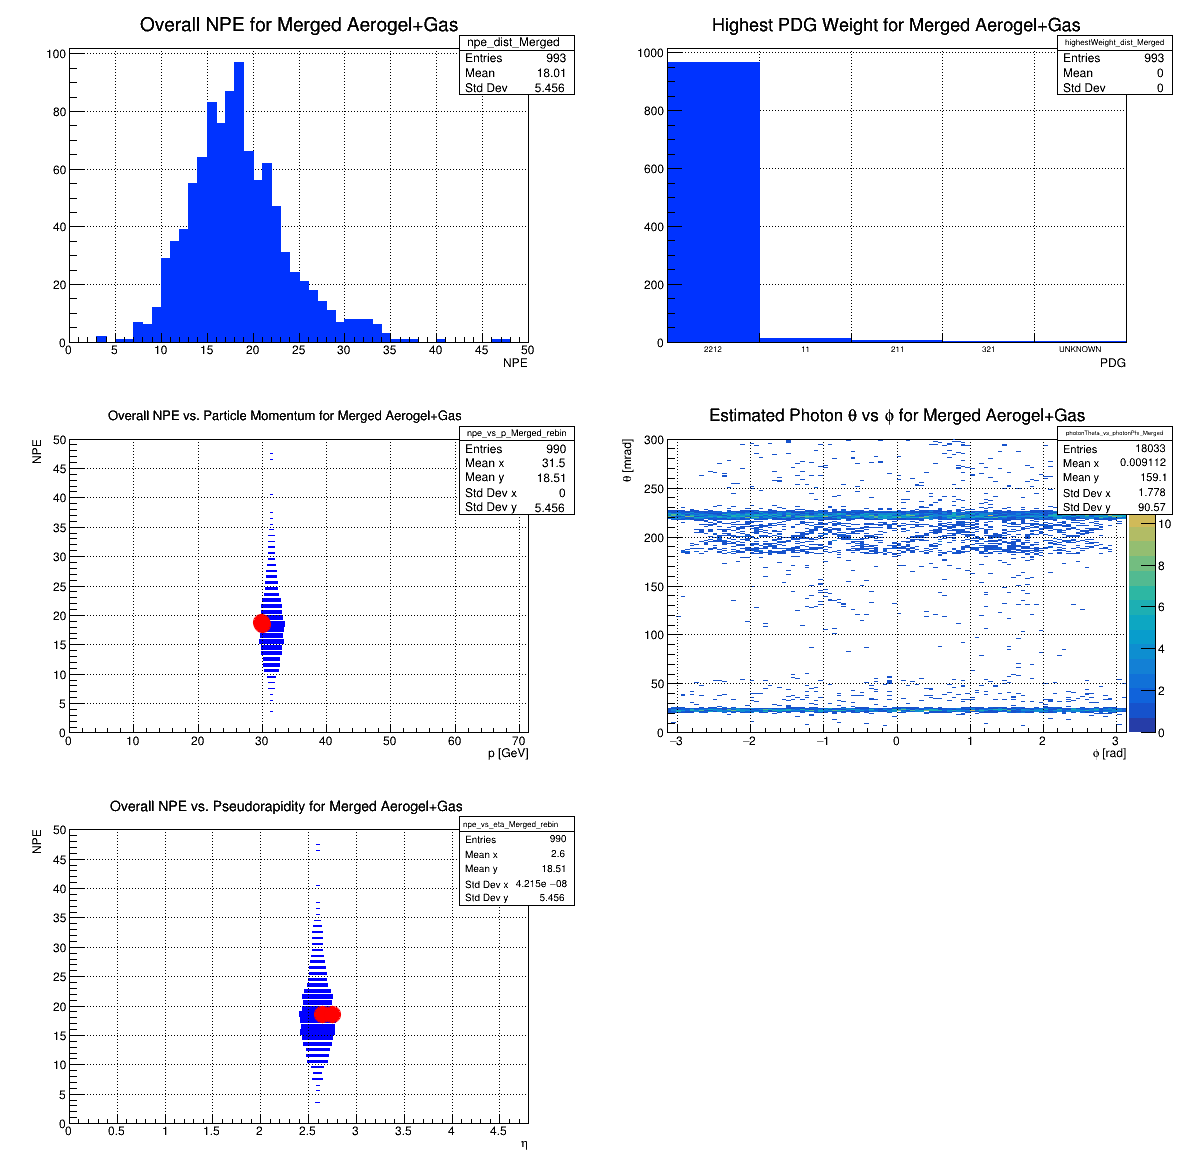 Overall NPE for Merged Aerogel+Gas
npe_dist_Merged
Entries 993
Mean 18.01
Std Dev 5.456
100
80
60
40
20
0
0 5 10 15 20 25 30 35 40 45 50
NPE
Highest PDG Weight for Merged Aerogel+Gas
highestWeight_dist_Merged
Entries 993
Mean 0
Std Dev 0
1000
800
600
400
200
0
2212 11 211 321 UNKNOWN
PDG
Overall NPE vs. Particle Momentum for Merged Aerogel+Gas
npe_vs_p_Merged_rebin
Entries 990
Mean x 31.5
Mean y 18.51
Std Dev x 0
Std Dev y 5.456
NPE
50
45
40
35
30
25
20
15
10
5
0
0 10 20 30 40 50 60 70
p [GeV]
Estimated Photon θ vs ϕ for Merged Aerogel+Gas
photonTheta_vs_photonPhi_Merged
Entries 18033
Mean x 0.009112
Mean y 159.1
Std Dev x 1.778
Std Dev y 90.57
θ [mrad]
300
250
200
150
100
50
0
−3 −2 −1 0 1 2 3
ϕ [rad]
10
8
6
4
2
0
Overall NPE vs. Pseudorapidity for Merged Aerogel+Gas
npe_vs_eta_Merged_rebin
Entries 990
Mean x 2.6
Mean y 18.51
Std Dev x 4.215e −08
Std Dev y 5.456
NPE
50
45
40
35
30
25
20
15
10
5
0
0 0.5 1 1.5 2 2.5 3 3.5 4 4.5
η